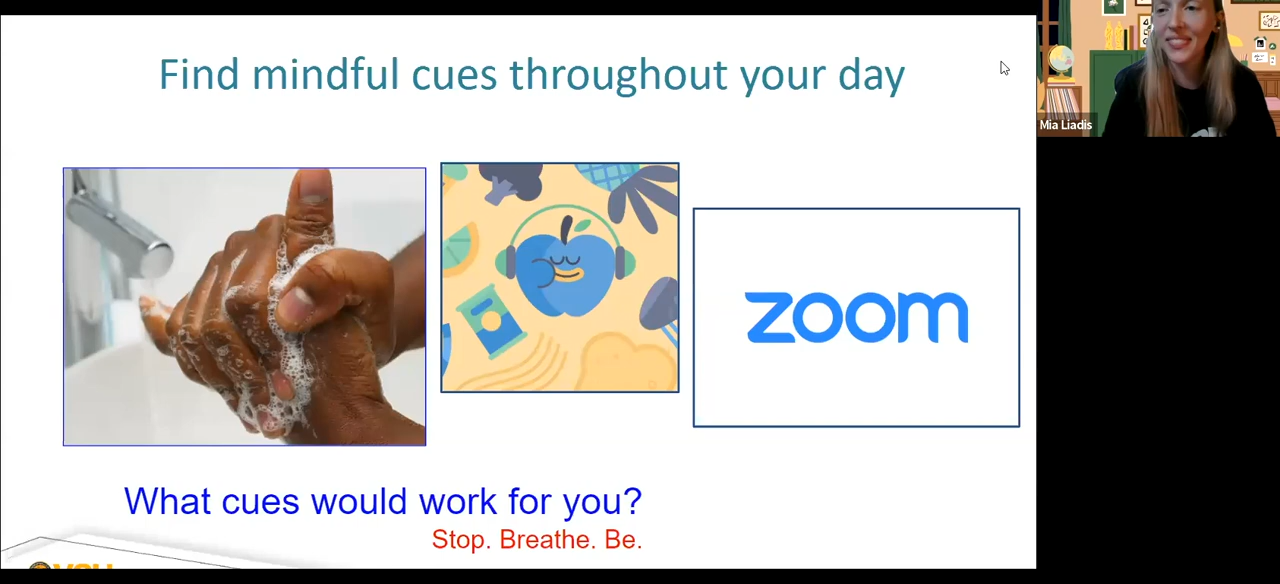 Find mindful cues throughout your day
Mia Liadis
zoom
What cues would work for you?
Stop. Breathe. Be.